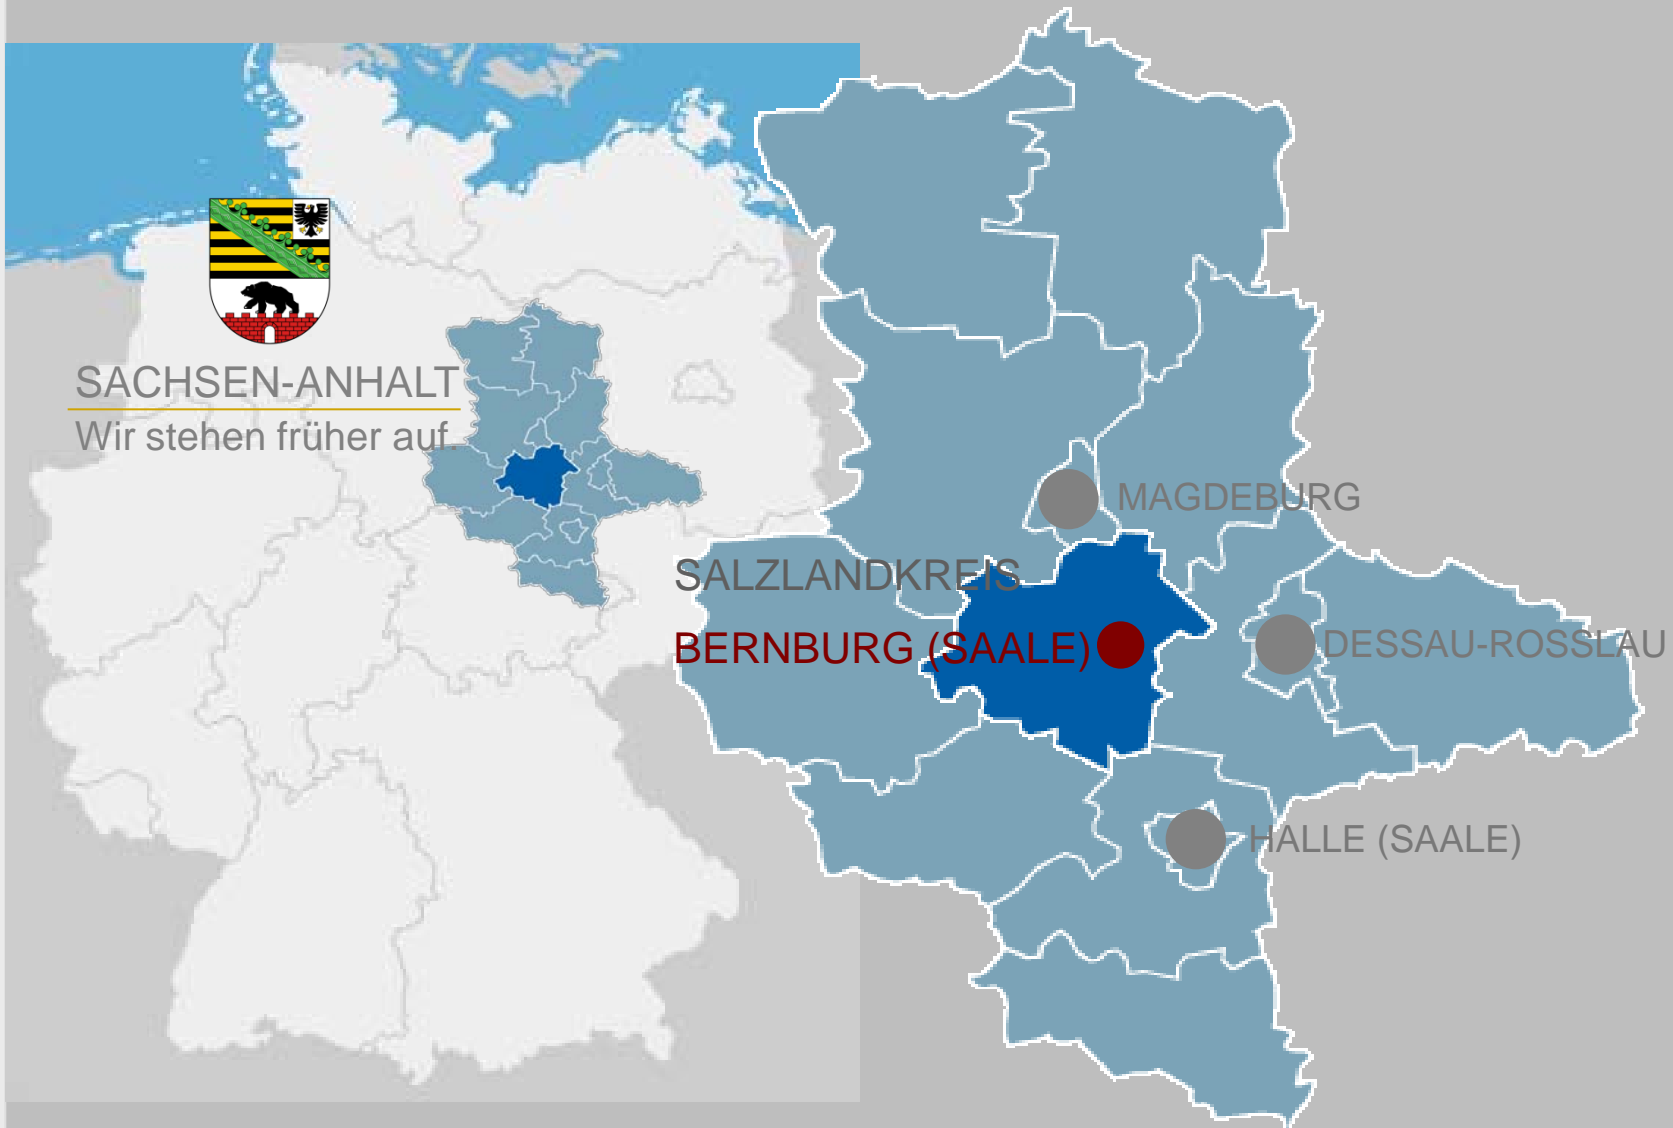 SACHSEN-ANHALT
Wir stehen früher auf.
MAGDEBURG
SALZLANDKREIS
BERNBURG (SAALE)
DESSAU-ROSSLAU
HALLE (SAALE)